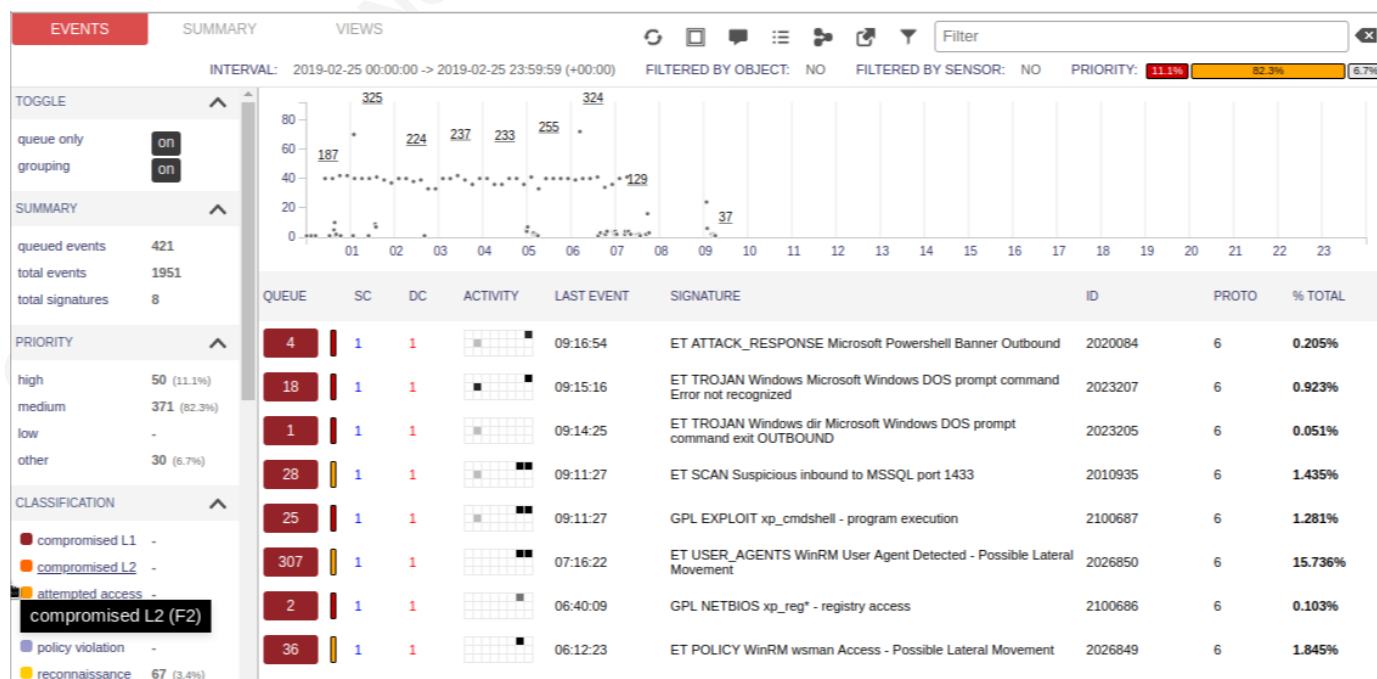 EVENTS SUMMARY VIEWS Filter
INTERVAL: 2019-02-25 00:00:00 -> 2019-02-25 23:59:59 (+00:00) FILTERED BY OBJECT: NO FILTERED BY SENSOR: NO PRIORITY: 11.1% 82.3% 6.7%
TOGGLE
queue only on
grouping on
SUMMARY
queued events 421
total events 1951
total signatures 8
PRIORITY
high 50 (11.1%)
medium 371 (82.3%)
low -
other 30 (6.7%)
CLASSIFICATION
compromised L1 -
compromised L2 -
attempted access -
compromised L2 (F2)
policy violation -
reconnaissance 67 (3.4%)
325 324
80
224 237 233 255
60
187
40
129
20
37
0
01 02 03 04 05 06 07 08 09 10 11 12 13 14 15 16 17 18 19 20 21 22 23
QUEUE SC DC ACTIVITY LAST EVENT SIGNATURE ID PROTO % TOTAL
4 1 1 09:16:54 ET ATTACK_RESPONSE Microsoft Powershell Banner Outbound 2020084 6 0.205%
18 1 1 09:15:16 ET TROJAN Windows Microsoft Windows DOS prompt command
Error not recognized 2023207 6 0.923%
1 1 1 09:14:25 ET TROJAN Windows dir Microsoft Windows DOS prompt
command exit OUTBOUND 2023205 6 0.051%
28 1 1 09:11:27 ET SCAN Suspicious inbound to MSSQL port 1433 2010935 6 1.435%
25 1 1 09:11:27 GPL EXPLOIT xp_cmdshell - program execution 2100687 6 1.281%
307 1 1 07:16:22 ET USER_AGENTS WinRM User Agent Detected - Possible Lateral
Movement 2026850 6 15.736%
2 1 1 06:40:09 GPL NETBIOS xp_reg* - registry access 2100686 6 0.103%
36 1 1 06:12:23 ET POLICY WinRM wsman Access - Possible Lateral Movement 2026849 6 1.845%